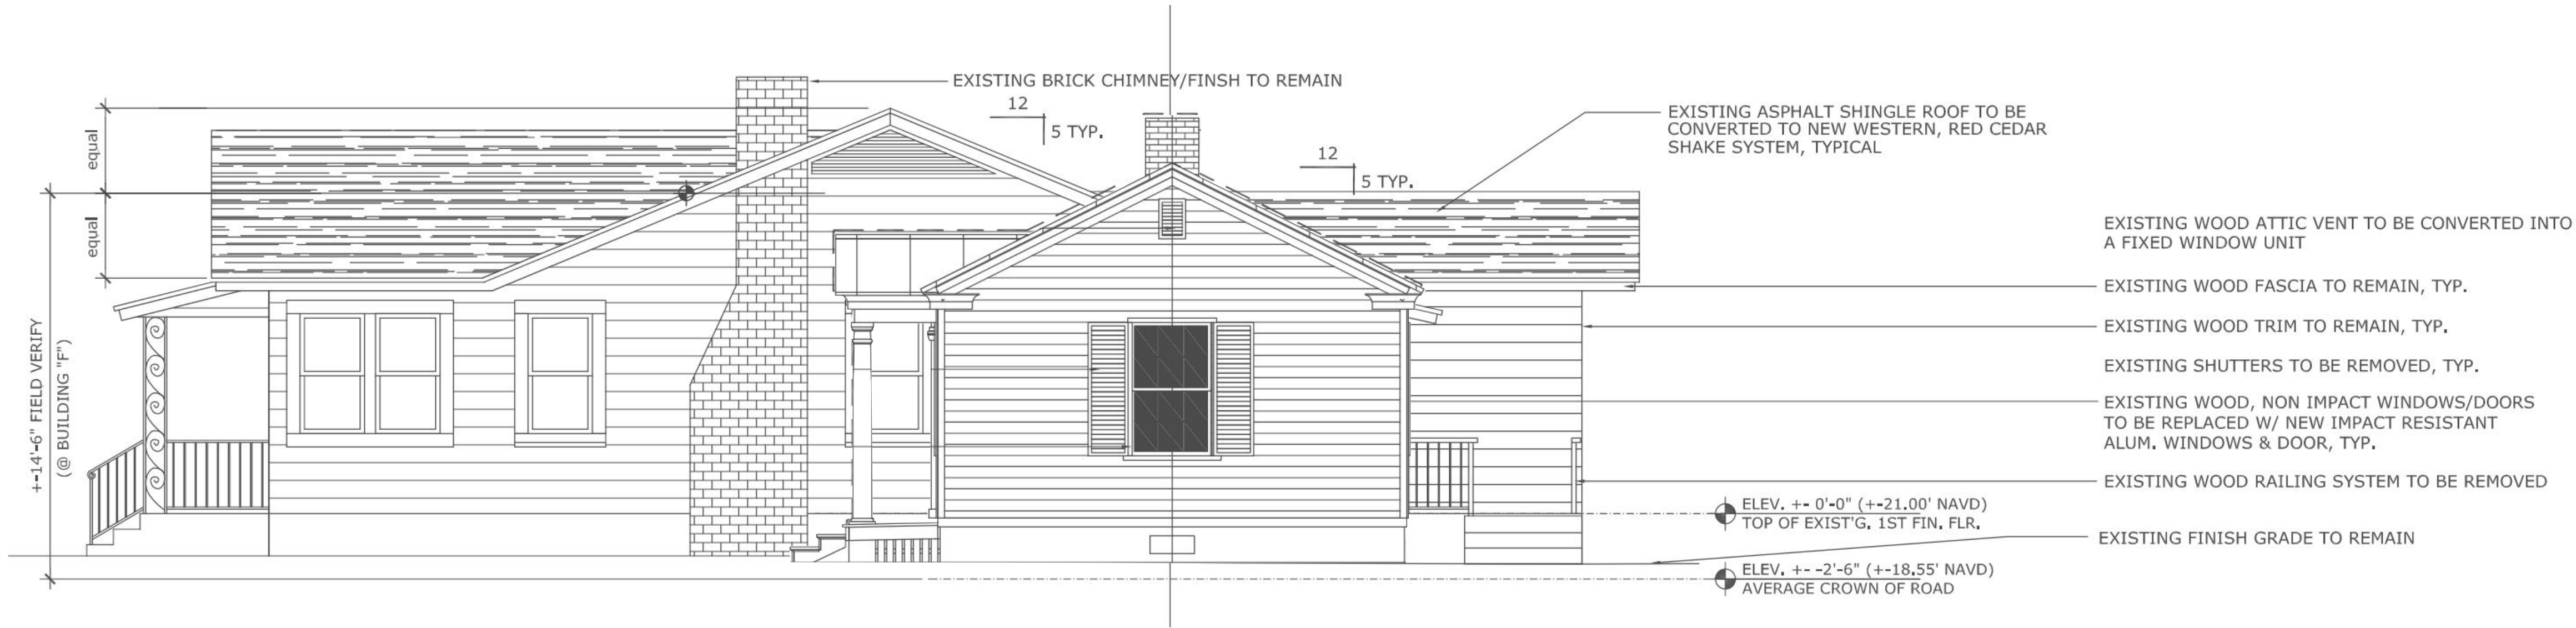 EXISTING BRICK CHIMNEY/FINSH TO REMAIN
12
5 TYP.
12
5 TYP.
EXISTING ASPHALT SHINGLE ROOF TO BE
CONVERTED TO NEW WESTERN, RED CEDAR
SHAKE SYSTEM, TYPICAL
equal
equal
+-14'-6" FIELD VERIFY
(@ BUILDING "F")
EXISTING WOOD ATTIC VENT TO BE CONVERTED INTO
A FIXED WINDOW UNIT
EXISTING WOOD FASCIA TO REMAIN, TYP.
EXISTING WOOD TRIM TO REMAIN, TYP.
EXISTING SHUTTERS TO BE REMOVED, TYP.
EXISTING WOOD, NON IMPACT WINDOWS/DOORS
TO BE REPLACED W/ NEW IMPACT RESISTANT
ALUM. WINDOWS & DOOR, TYP.
EXISTING WOOD RAILING SYSTEM TO BE REMOVED
ELEV. +- 0'-0" (+-21.00' NAVD)
TOP OF EXIST'G. 1ST FIN. FLR.
EXISTING FINISH GRADE TO REMAIN
ELEV. +- -2'-6" (+-18.55' NAVD)
AVERAGE CROWN OF ROAD